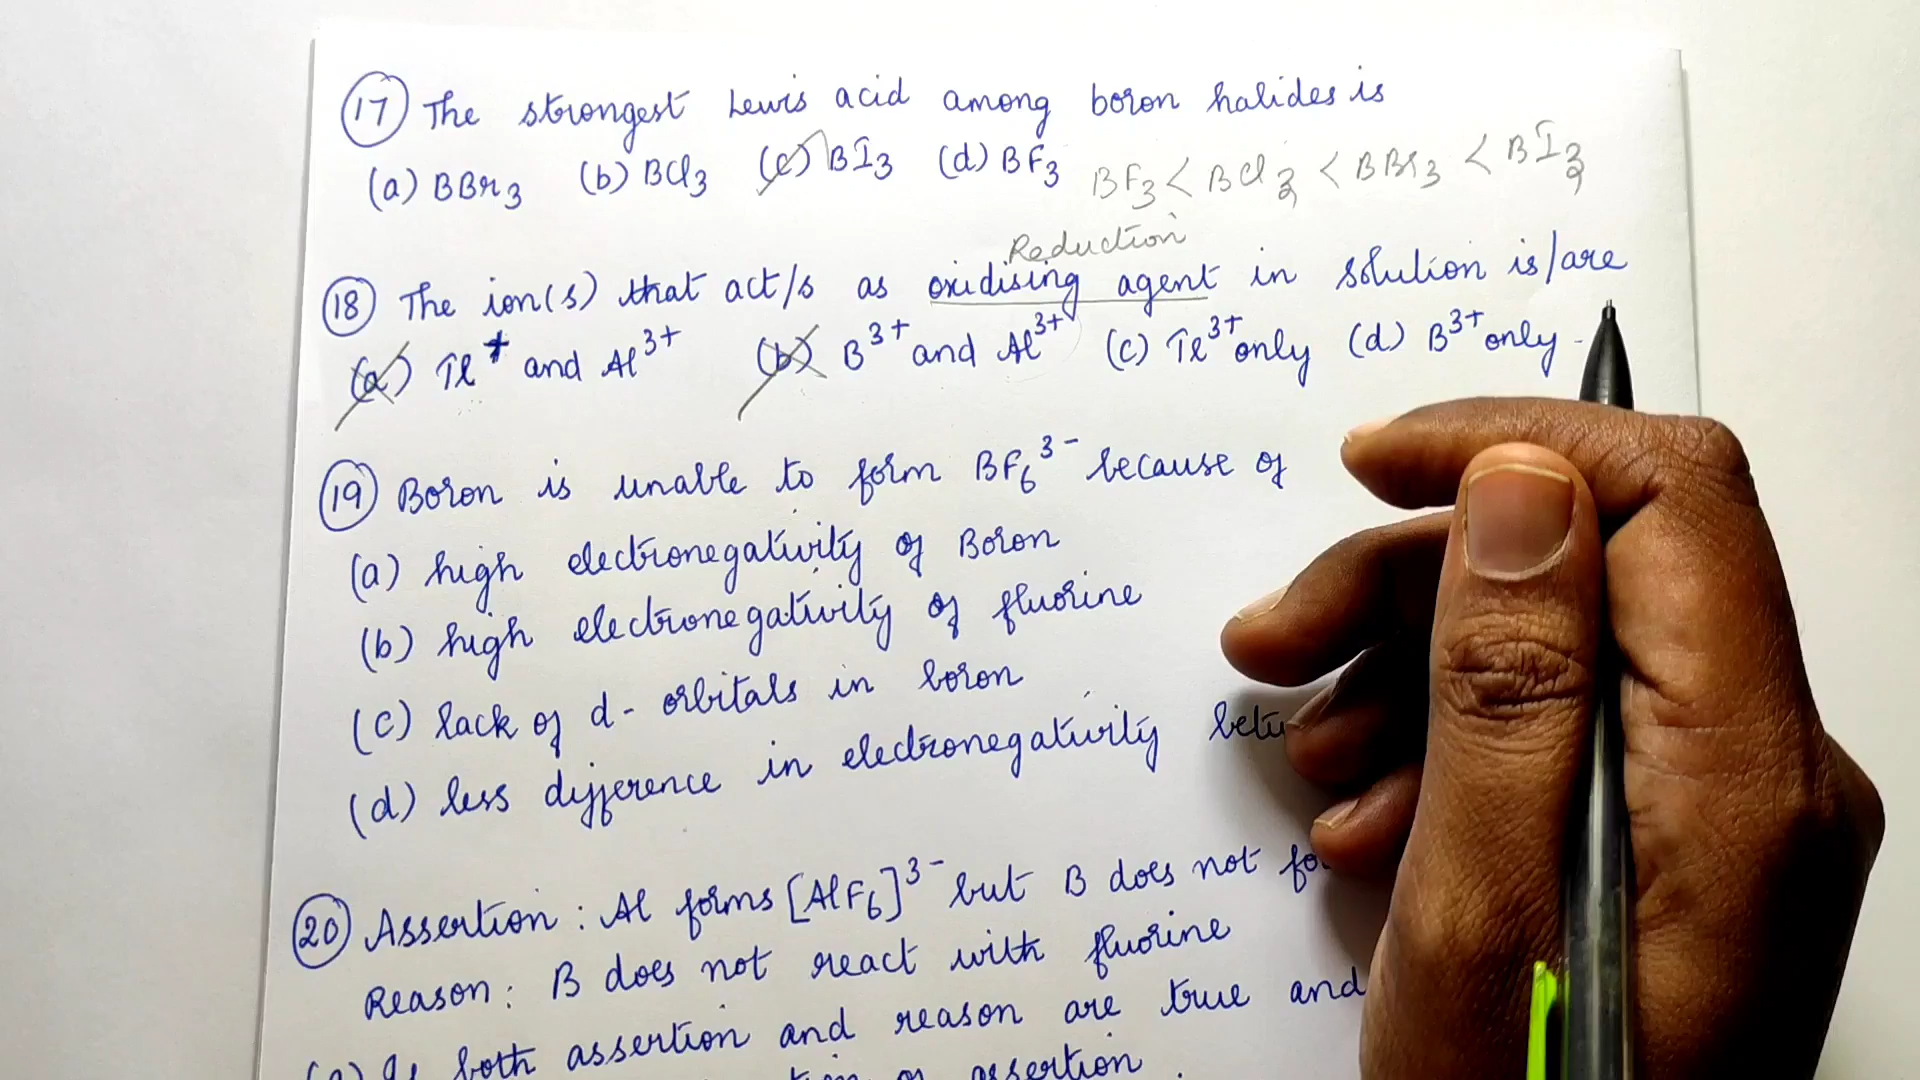 17 The strongest Lewis acid among boron halides is
(a) BBr3 (b) BCl3 (c) BI3 (d) BF3 BF3 < BCl3 < BBr3 < BI3
Reduction
18 The ion(s) that act/s as oxidising agent in solution is/are
(a) Tl+ and Al3+ (b) B3+ and Al3+ (c) Tl3+ only (d) B3+ only
19 Boron is unable to form BF6 3- because of
(a) high electronegativity of Boron
(b) high electronegativity of fluorine
(c) lack of d-orbitals in boron
(d) less difference in electronegativity
20 Assertion: Al forms [AlF6]3- but B does not
Reason: B does not react with fluorine
both assertion and reason are true and
assertion.